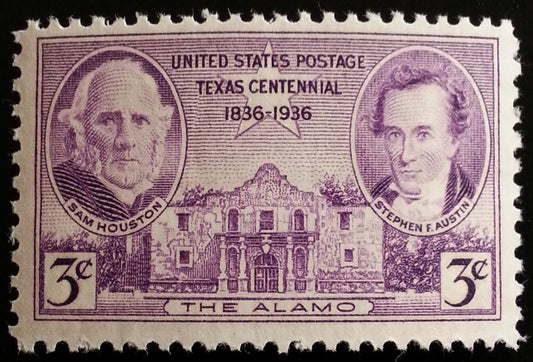 UNITED STATES POSTAGE
TEXAS CENTENNIAL
1836-1936
SAM HOUSTON
STEPHEN F. AUSTIN
3¢
3¢
THE ALAMO